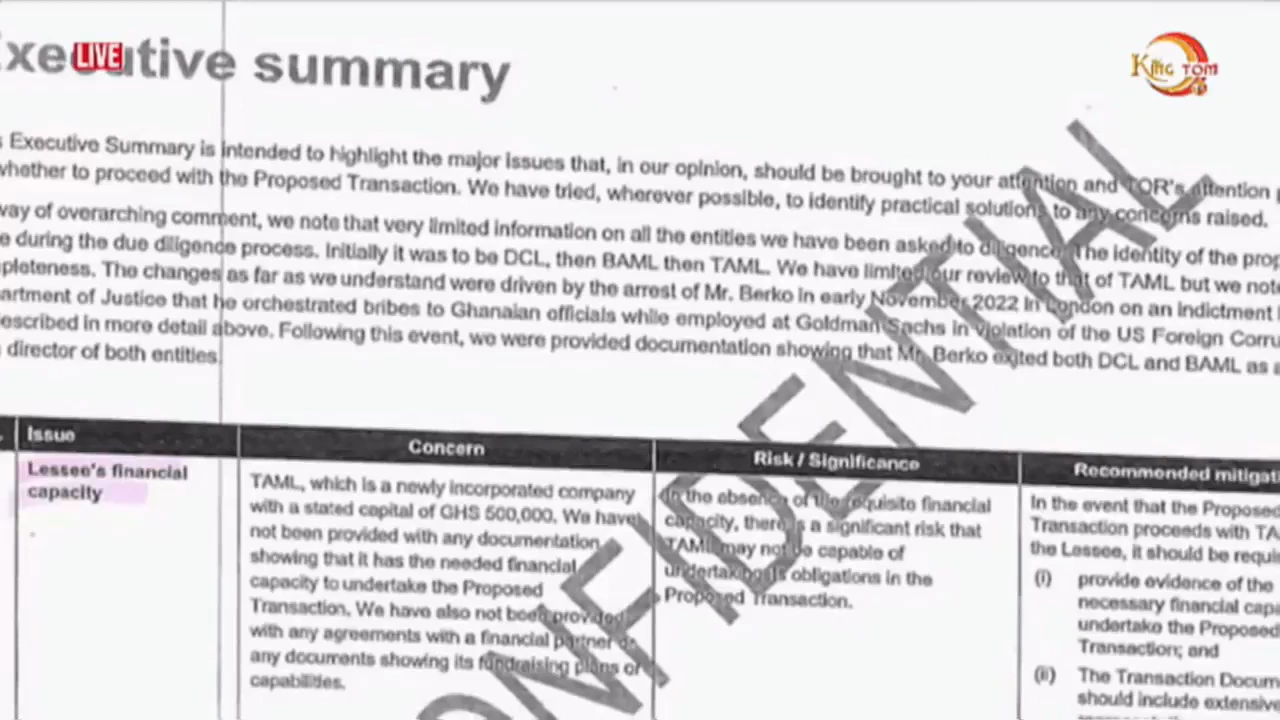 LIVE
KING TOM
Executive summary
s Executive Summary is intended to highlight the major issues that, in our opinion, should be brought to your attention and TOR's attention
whether to proceed with the Proposed Transaction. We have tried, wherever possible, to identify practical solutions to any concerns raised.
way of overarching comment, we note that very limited information on all the entities we have been asked to diligence. The identity of the prop
e during the due diligence process. Initially it was to be DCL, then BAML then TAML. We have limited our review to that of TAML but we note
pleteness. The changes as far as we understand were driven by the arrest of Mr. Berko in early November 2022 in London on an indictment
artment of Justice that he orchestrated bribes to Ghanaian officials while employed at Goldman Sachs in violation of the US Foreign Corru
escribed in more detail above. Following this event, we were provided documentation showing that Mr. Berko exited both DCL and BAML as a
director of both entities.
CONFIDENTIAL
Issue
Concern
Risk / Significance
Recommended mitigati
Lessee's financial
capacity
TAML, which is a newly incorporated company
with a stated capital of GHS 500,000. We have
not been provided with any documentation
showing that it has the needed financial
capacity to undertake the Proposed
Transaction. We have also not been provided
with any agreements with a financial partner or
any documents showing its fundraising plans or
capabilities.
In the absence of the requisite financial
capacity, there is a significant risk that
TAML may not be capable of
undertaking its obligations in the
Proposed Transaction.
In the event that the Proposed
Transaction proceeds with TA
the Lessee, it should be requir
(i) provide evidence of the
necessary financial capa
undertake the Proposed
Transaction; and
(ii) The Transaction Docum
should include extensive